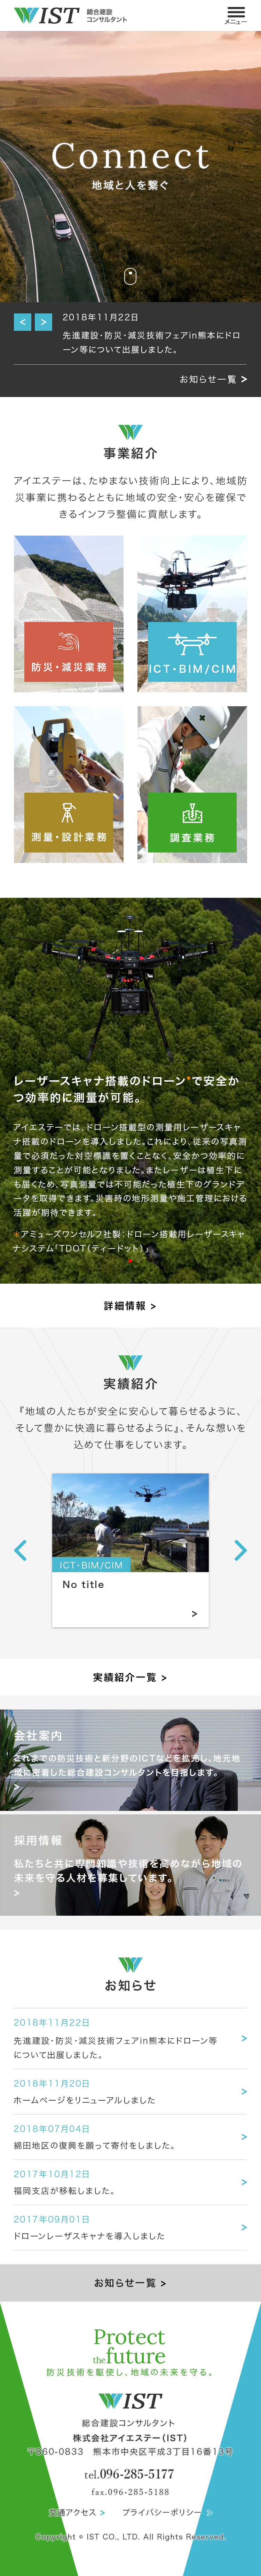 IST 総合建設
コンサルタント
メニュー
Connect
地域と人を繋ぐ
< > 2018年11月22日
先進建設・防災・減災技術フェアin熊本にドロ
ーン等について出展しました。
お知らせ一覧 >
事業紹介
アイエステーは、たゆまない技術向上により、地域防
災事業に携わるとともに地域の安全・安心を確保で
きるインフラ整備に貢献します。
防災・減災業務
ICT・BIM/CIM
測量・設計業務
調査業務
レーザースキャナ搭載のドローン*で安全か
つ効率的に測量が可能。
アイエステーでは、ドローン搭載型の測量用レーザースキャ
ナ搭載のドローンを導入しました。これにより、従来の写真測
量で必須だった対空標識を置くことなく、安全かつ効率的に
測量することが可能となりました。またレーザーは植生下に
も届くため、写真測量では不可能だった植生下のグランドデ
ータを取得できます。災害時の地形測量や施工管理における
活躍が期待できます。
＊アミューズワンセルフ社製：ドローン搭載用レーザースキャ
ナシステム「TDOT(ティードット)」
詳細情報 >
実績紹介
『地域の人たちが安全に安心して暮らせるように、
そして豊かに快適に暮らせるように』、そんな想いを
込めて仕事をしています。
ICT・BIM/CIM
No title
>
実績紹介一覧 >
会社案内
これまでの防災技術と新分野のICTなどを拡充し、地元地
域に密着した総合建設コンサルタントを目指します。
>
採用情報
私たちと共に専門知識や技術を高めながら地域の
未来を守る人材を募集しています。
>
お知らせ
2018年11月22日
先進建設・防災・減災技術フェアin熊本にドローン等
について出展しました。
2018年11月20日
ホームページをリニューアルしました
2018年07月04日
綿田地区の復興を願って寄付をしました。
2017年10月12日
福岡支店が移転しました。
2017年09月01日
ドローンレーザスキャナを導入しました
お知らせ一覧 >
Protect
the future
防災技術を駆使し、地域の未来を守る。
IST
総合建設コンサルタント
株式会社アイエステー(IST)
〒860-0833 熊本市中央区平成3丁目16番13号
tel.096-285-5177
fax.096-285-5188
交通アクセス > プライバシーポリシー >
Copyright © IST CO., LTD. All Rights Reserved.